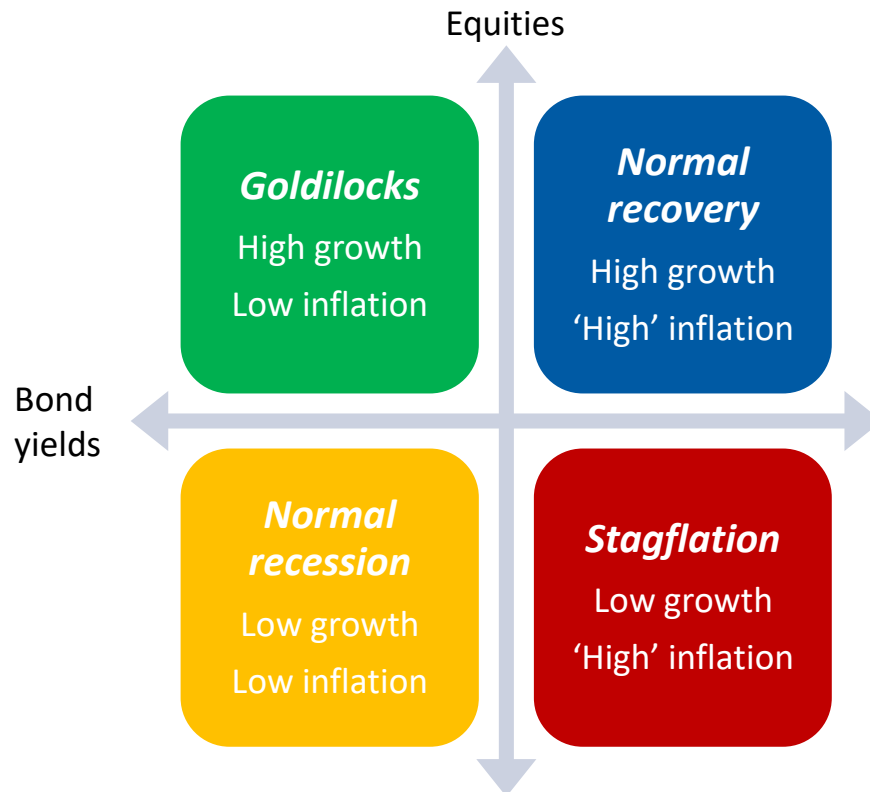 Equities
Goldilocks
High growth
Low inflation
Normal
recovery
High growth
‘High’ inflation
Bond
yields
Normal
recession
Low growth
Low inflation
Stagflation
Low growth
‘High’ inflation